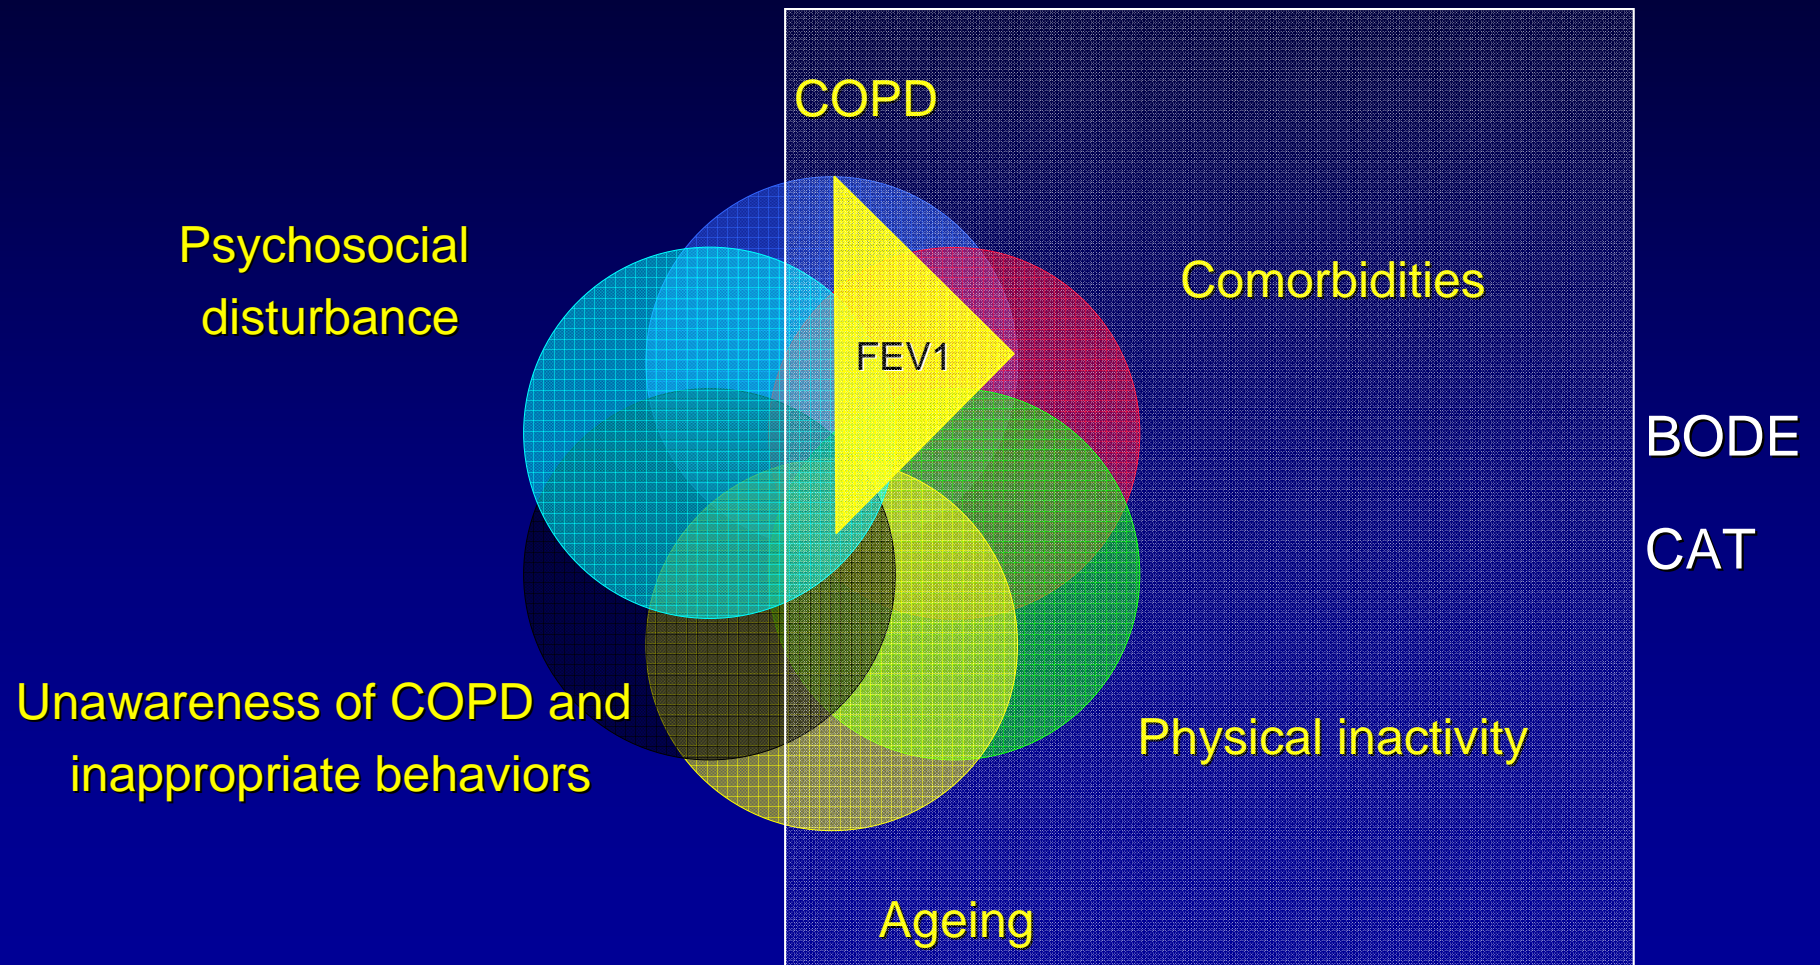 COPD
Psychosocial
disturbance
Comorbidities
FEV1
BODE
CAT
Unawareness of COPD and
inappropriate behaviors
Physical inactivity
Ageing